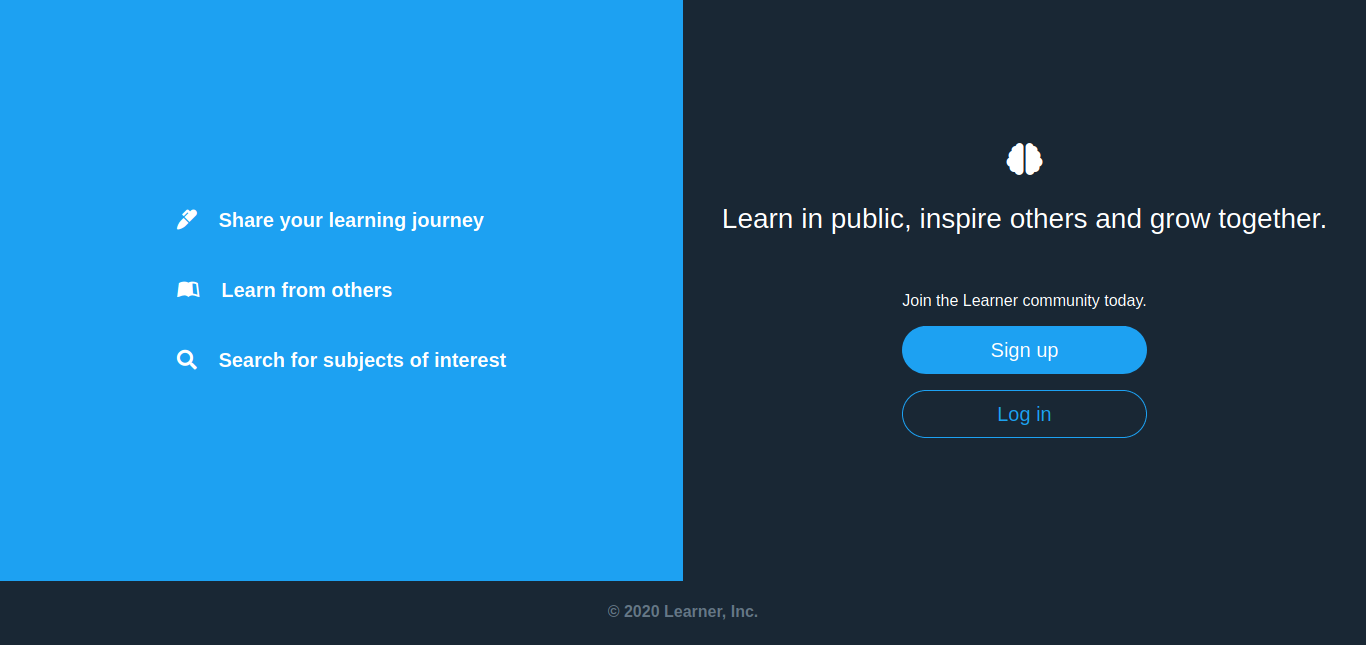 Share your learning journey
Learn from others
Search for subjects of interest
Learn in public, inspire others and grow together.
Join the Learner community today.
Sign up
Log in
© 2020 Learner, Inc.